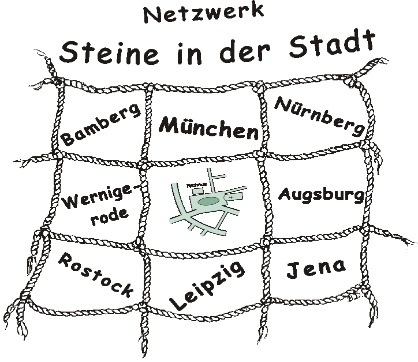 Netzwerk
Steine in der Stadt
Bamberg
München
Nürnberg
Wernige-
rode
Augsburg
Rostock
Leipzig
Jena